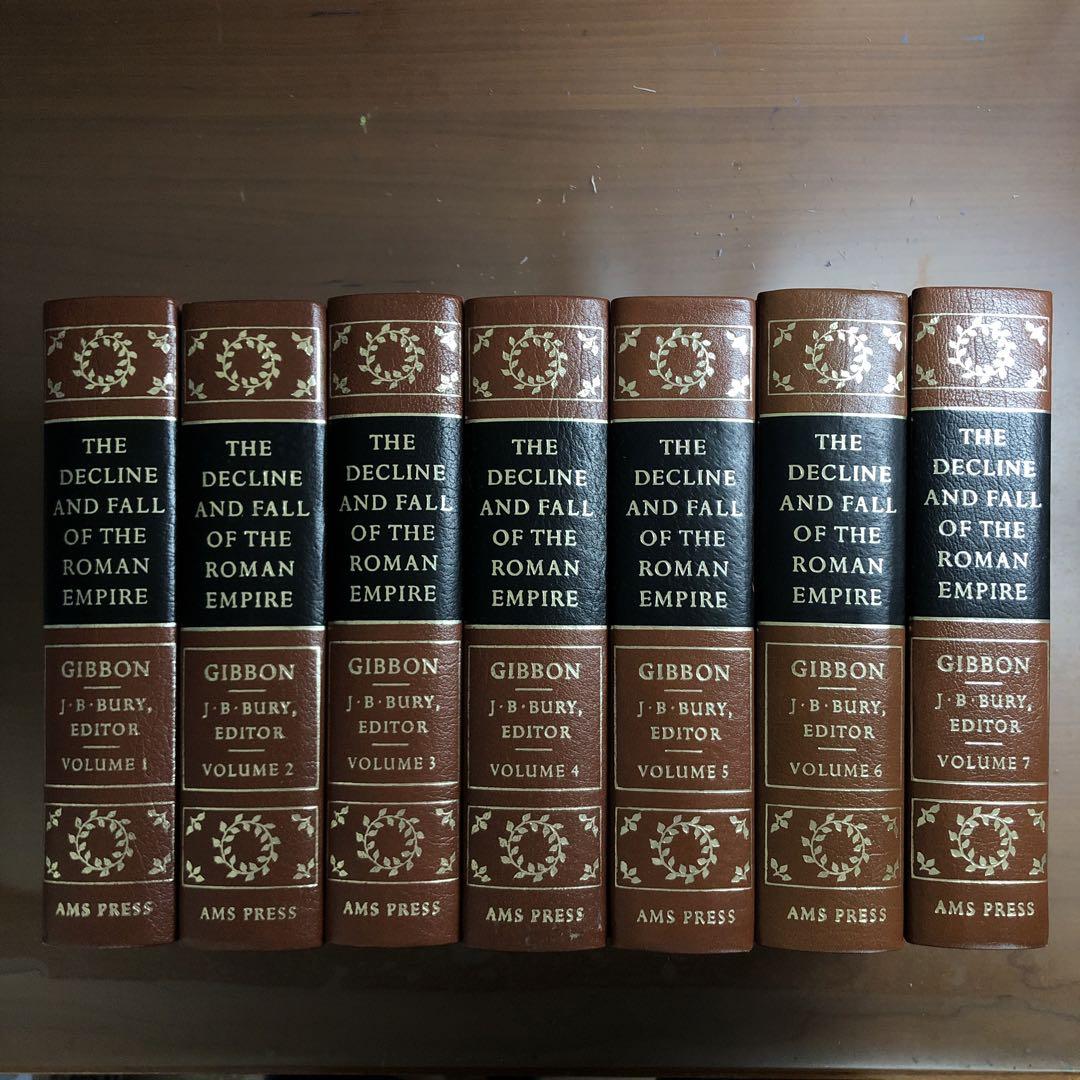 THE
DECLINE
AND FALL
OF THE
ROMAN
EMPIRE
GIBBON
J·B·BURY,
EDITOR
VOLUME 1
AMS PRESS
THE
DECLINE
AND FALL
OF THE
ROMAN
EMPIRE
GIBBON
J·B·BURY,
EDITOR
VOLUME 2
AMS PRESS
THE
DECLINE
AND FALL
OF THE
ROMAN
EMPIRE
GIBBON
J·B·BURY,
EDITOR
VOLUME 3
AMS PRESS
THE
DECLINE
AND FALL
OF THE
ROMAN
EMPIRE
GIBBON
J·B·BURY,
EDITOR
VOLUME 4
AMS PRESS
THE
DECLINE
AND FALL
OF THE
ROMAN
EMPIRE
GIBBON
J·B·BURY,
EDITOR
VOLUME 5
AMS PRESS
THE
DECLINE
AND FALL
OF THE
ROMAN
EMPIRE
GIBBON
J·B·BURY,
EDITOR
VOLUME 6
AMS PRESS
THE
DECLINE
AND FALL
OF THE
ROMAN
EMPIRE
GIBBON
J·B·BURY,
EDITOR
VOLUME 7
AMS PRESS